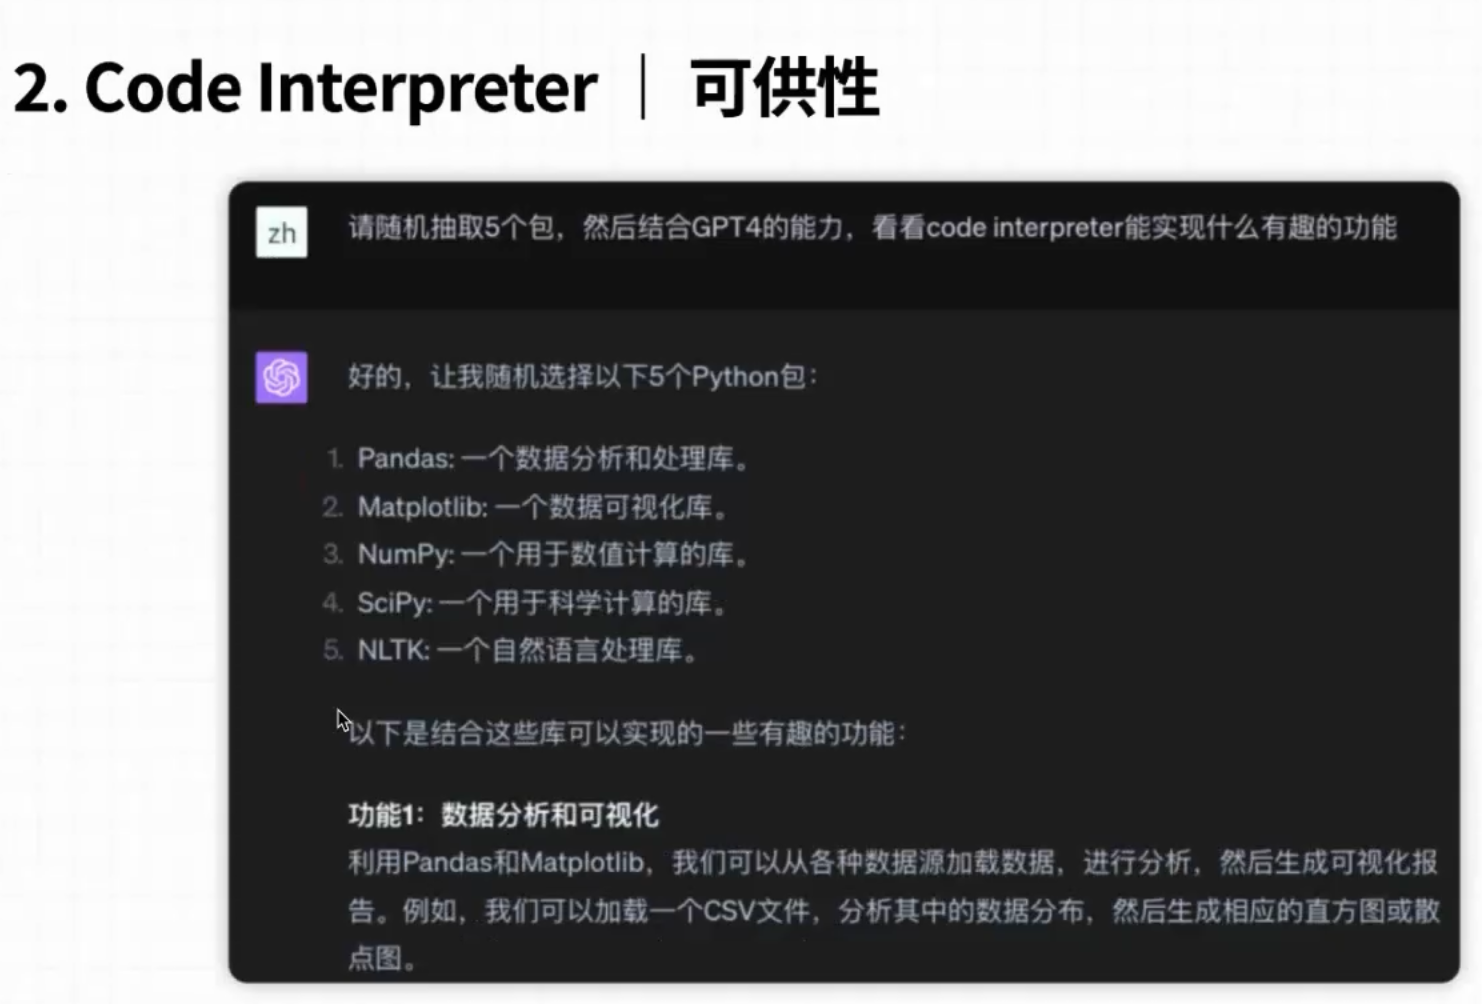 2. Code Interpreter｜可供性
zh
请随机抽取5个包，然后结合GPT4的能力，看看code interpreter能实现什么有趣的功能
好的，让我随机选择以下5个Python包：
1. Pandas: 一个数据分析和处理库。
2. Matplotlib: 一个数据可视化库。
3. NumPy: 一个用于数值计算的库。
4. SciPy: 一个用于科学计算的库。
5. NLTK: 一个自然语言处理库。
以下是结合这些库可以实现的一些有趣的功能：
功能1：数据分析和可视化
利用Pandas和Matplotlib，我们可以从各种数据源加载数据，进行分析，然后生成可视化报
告。例如，我们可以加载一个CSV文件，分析其中的数据分布，然后生成相应的直方图或散
点图。